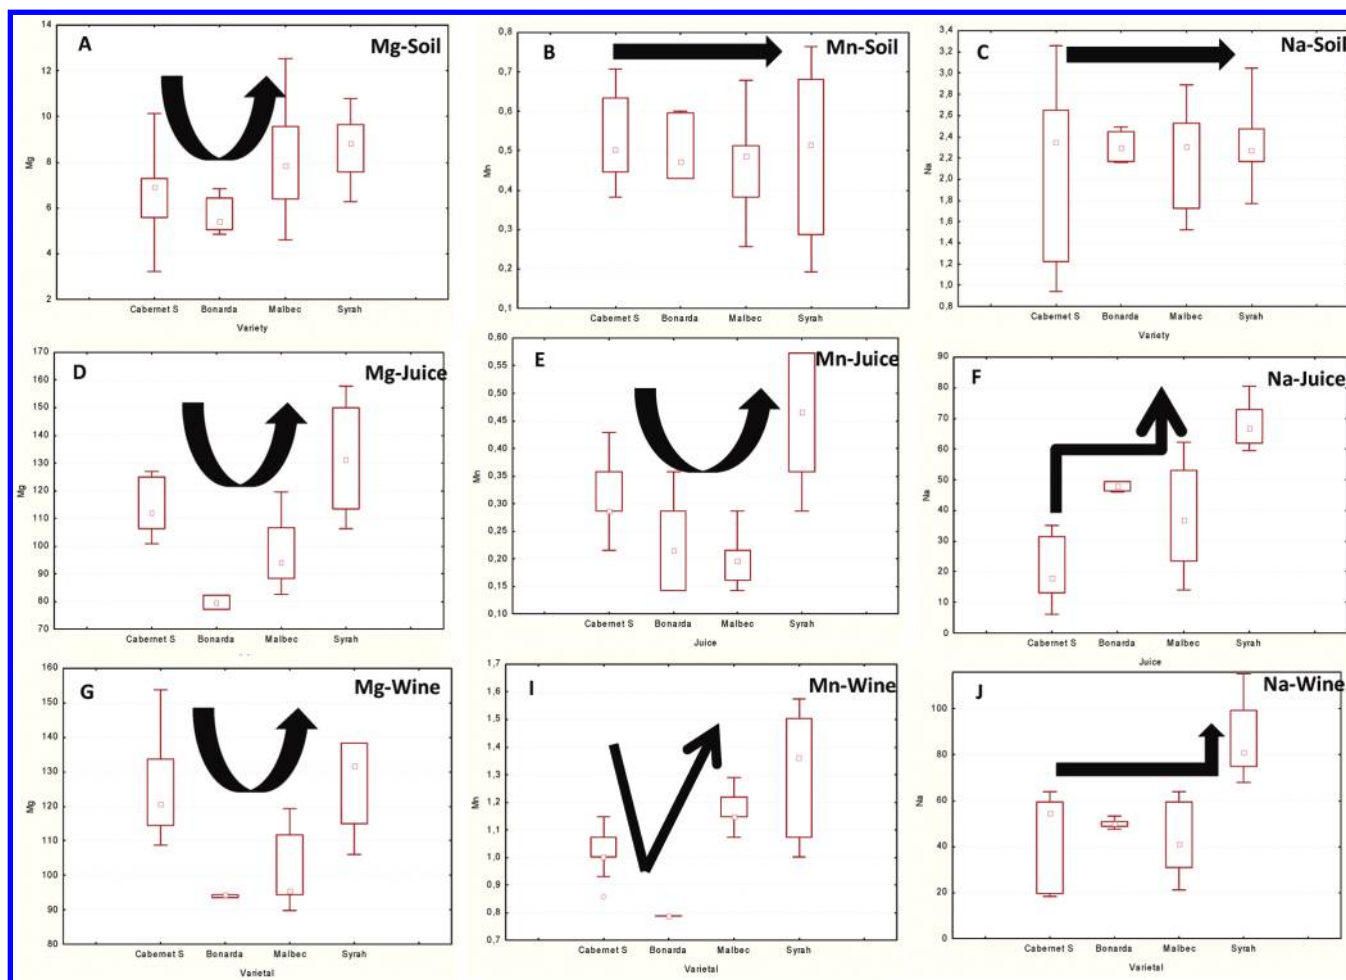 A
Mg-Soil
14
12
10
8
6
4
2
Mg
Cabernet S Bonarda Malbec Syrah
Variety
B
Mn-Soil
0,8
0,7
0,6
0,5
0,4
0,3
0,2
0,1
Mn
Cabernet S Bonarda Malbec Syrah
C
Na-Soil
3,4
3,2
3,0
2,8
2,6
2,4
2,2
2,0
1,8
1,6
1,4
1,2
1,0
0,8
Na
Cabernet S Bonarda Malbec Syrah
Variety
D
Mg-Juice
170
160
150
140
130
120
110
100
90
80
70
Mg
Cabernet S Bonarda Malbec Syrah
E
Mn-Juice
0,60
0,55
0,50
0,45
0,40
0,35
0,30
0,25
0,20
0,15
0,10
Mn
Cabernet S Bonarda Malbec Syrah
Juice
F
Na-Juice
90
80
70
60
50
40
30
20
10
0
Na
Cabernet S Bonarda Malbec Syrah
Juice
G
Mg-Wine
160
150
140
130
120
110
100
90
80
Mg
Cabernet S Bonarda Malbec Syrah
Varietal
I
Mn-Wine
1,7
1,6
1,5
1,4
1,3
1,2
1,1
1,0
0,9
0,8
0,7
Mn
Cabernet S Bonarda Malbec Syrah
Varietal
J
Na-Wine
100
80
60
40
20
0
Na
Cabernet S Bonarda Malbec Syrah
Varietal